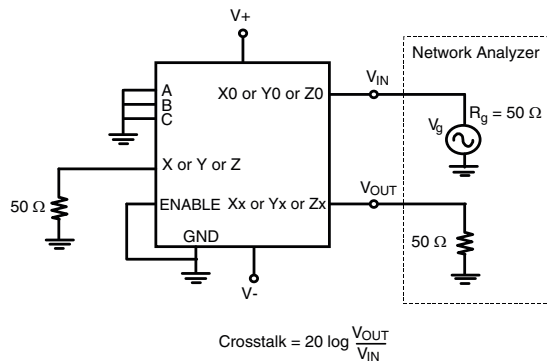 V+
Network Analyzer
A
B
C
X0 or Y0 or Z0
VIN
Vg
Rg = 50 Ω
X or Y or Z
50 Ω
ENABLE
Xx or Yx or Zx
VOUT
50 Ω
GND
V-
Crosstalk = 20 log VOUT
VIN